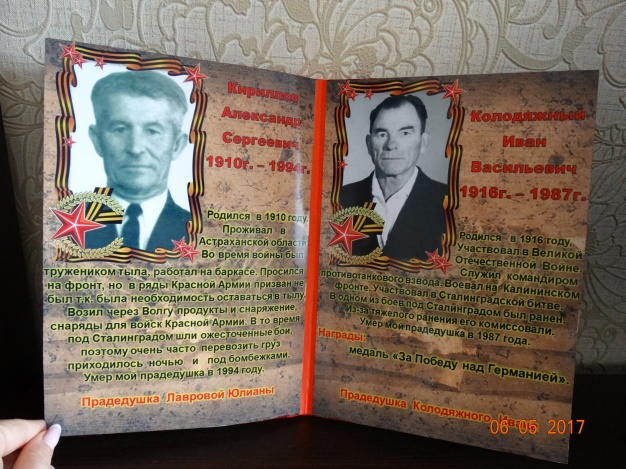 Кириллов
Александр
Сергеевич
1910г. – 1994г.
Родился в 1910 году.
Проживал в
Астраханской области.
Во время войны был
тружеником тыла, работал на баркасе. Просился
на фронт, но в ряды Красной Армии призван не
был т.к. была необходимость оставаться в тылу.
Возил через Волгу продукты и снаряжение,
снаряды для войск Красной Армии. В то время
под Сталинградом шли ожесточенные бои,
поэтому очень часто перевозить груз
приходилось ночью и под бомбежками.
Умер мой прадедушка в 1994 году.
Прадедушка Лавровой Юлианы
Колодяжный
Иван
Васильевич
1916г. – 1987г.
Родился в 1916 году.
Участвовал в Великой
Отечественной Войне
Служил командиром
противотанкового взвода. Воевал на Калининском
фронте. Участвовал в Сталинградской битве
В одном из боев под Сталинградом был ранен.
Из-за тяжелого ранения его комиссовали.
Умер мой прадедушка в 1987 году.
Награды:
медаль «За Победу над Германией».
Прадедушка Колодяжного
06 05 2017